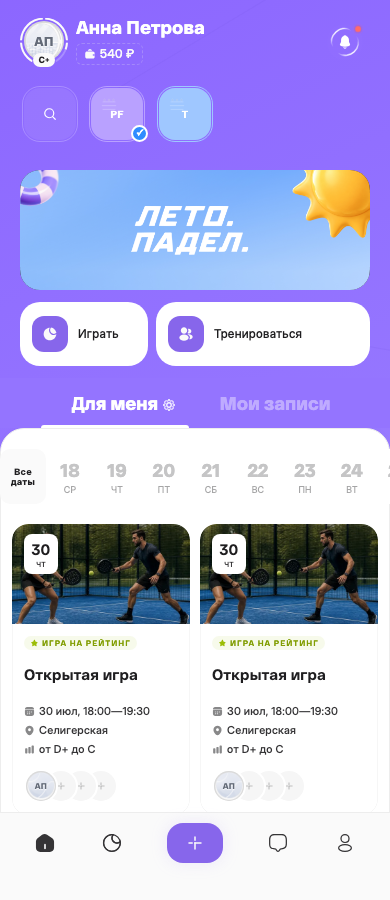 АП
С+
Анна Петрова
540 ₽
PF
T
ЛЕТО.
ПАДЕЛ.
Играть
Тренироваться
Для меня
Мои записи
Все даты
18 СР
19 ЧТ
20 ПТ
21 СБ
22 ВС
23 ПН
24 ВТ
30
ЧТ
ИГРА НА РЕЙТИНГ
Открытая игра
30 июл, 18:00—19:30
Селигерская
от D+ до C
АП
30
ЧТ
ИГРА НА РЕЙТИНГ
Открытая игра
30 июл, 18:00—19:30
Селигерская
от D+ до C
АП